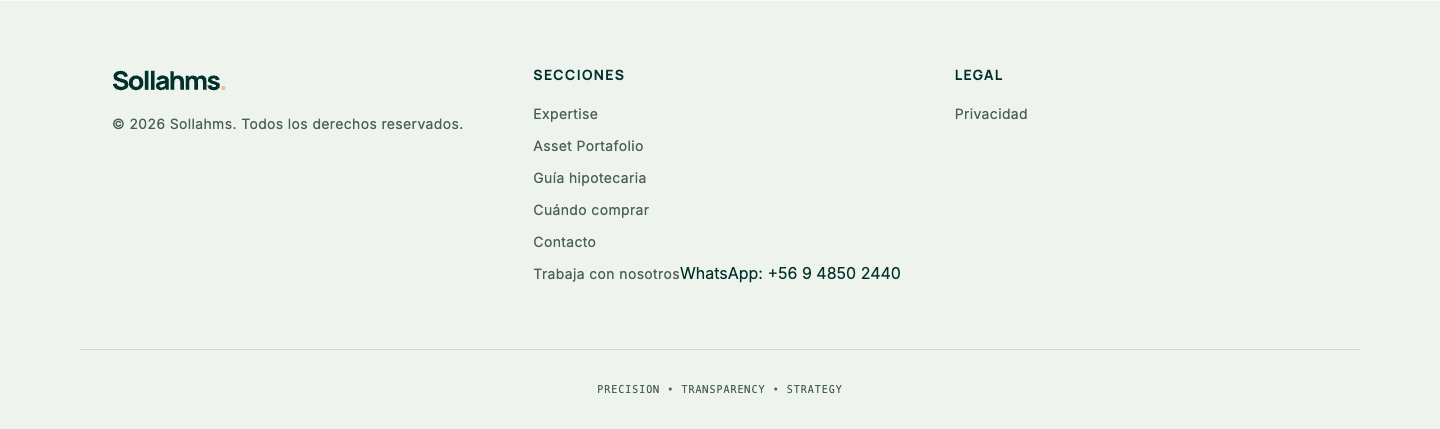 Sollahms.
© 2026 Sollahms. Todos los derechos reservados.
SECCIONES
Expertise
Asset Portafolio
Guía hipotecaria
Cuándo comprar
Contacto
Trabaja con nosotrosWhatsApp: +56 9 4850 2440
LEGAL
Privacidad
PRECISION • TRANSPARENCY • STRATEGY